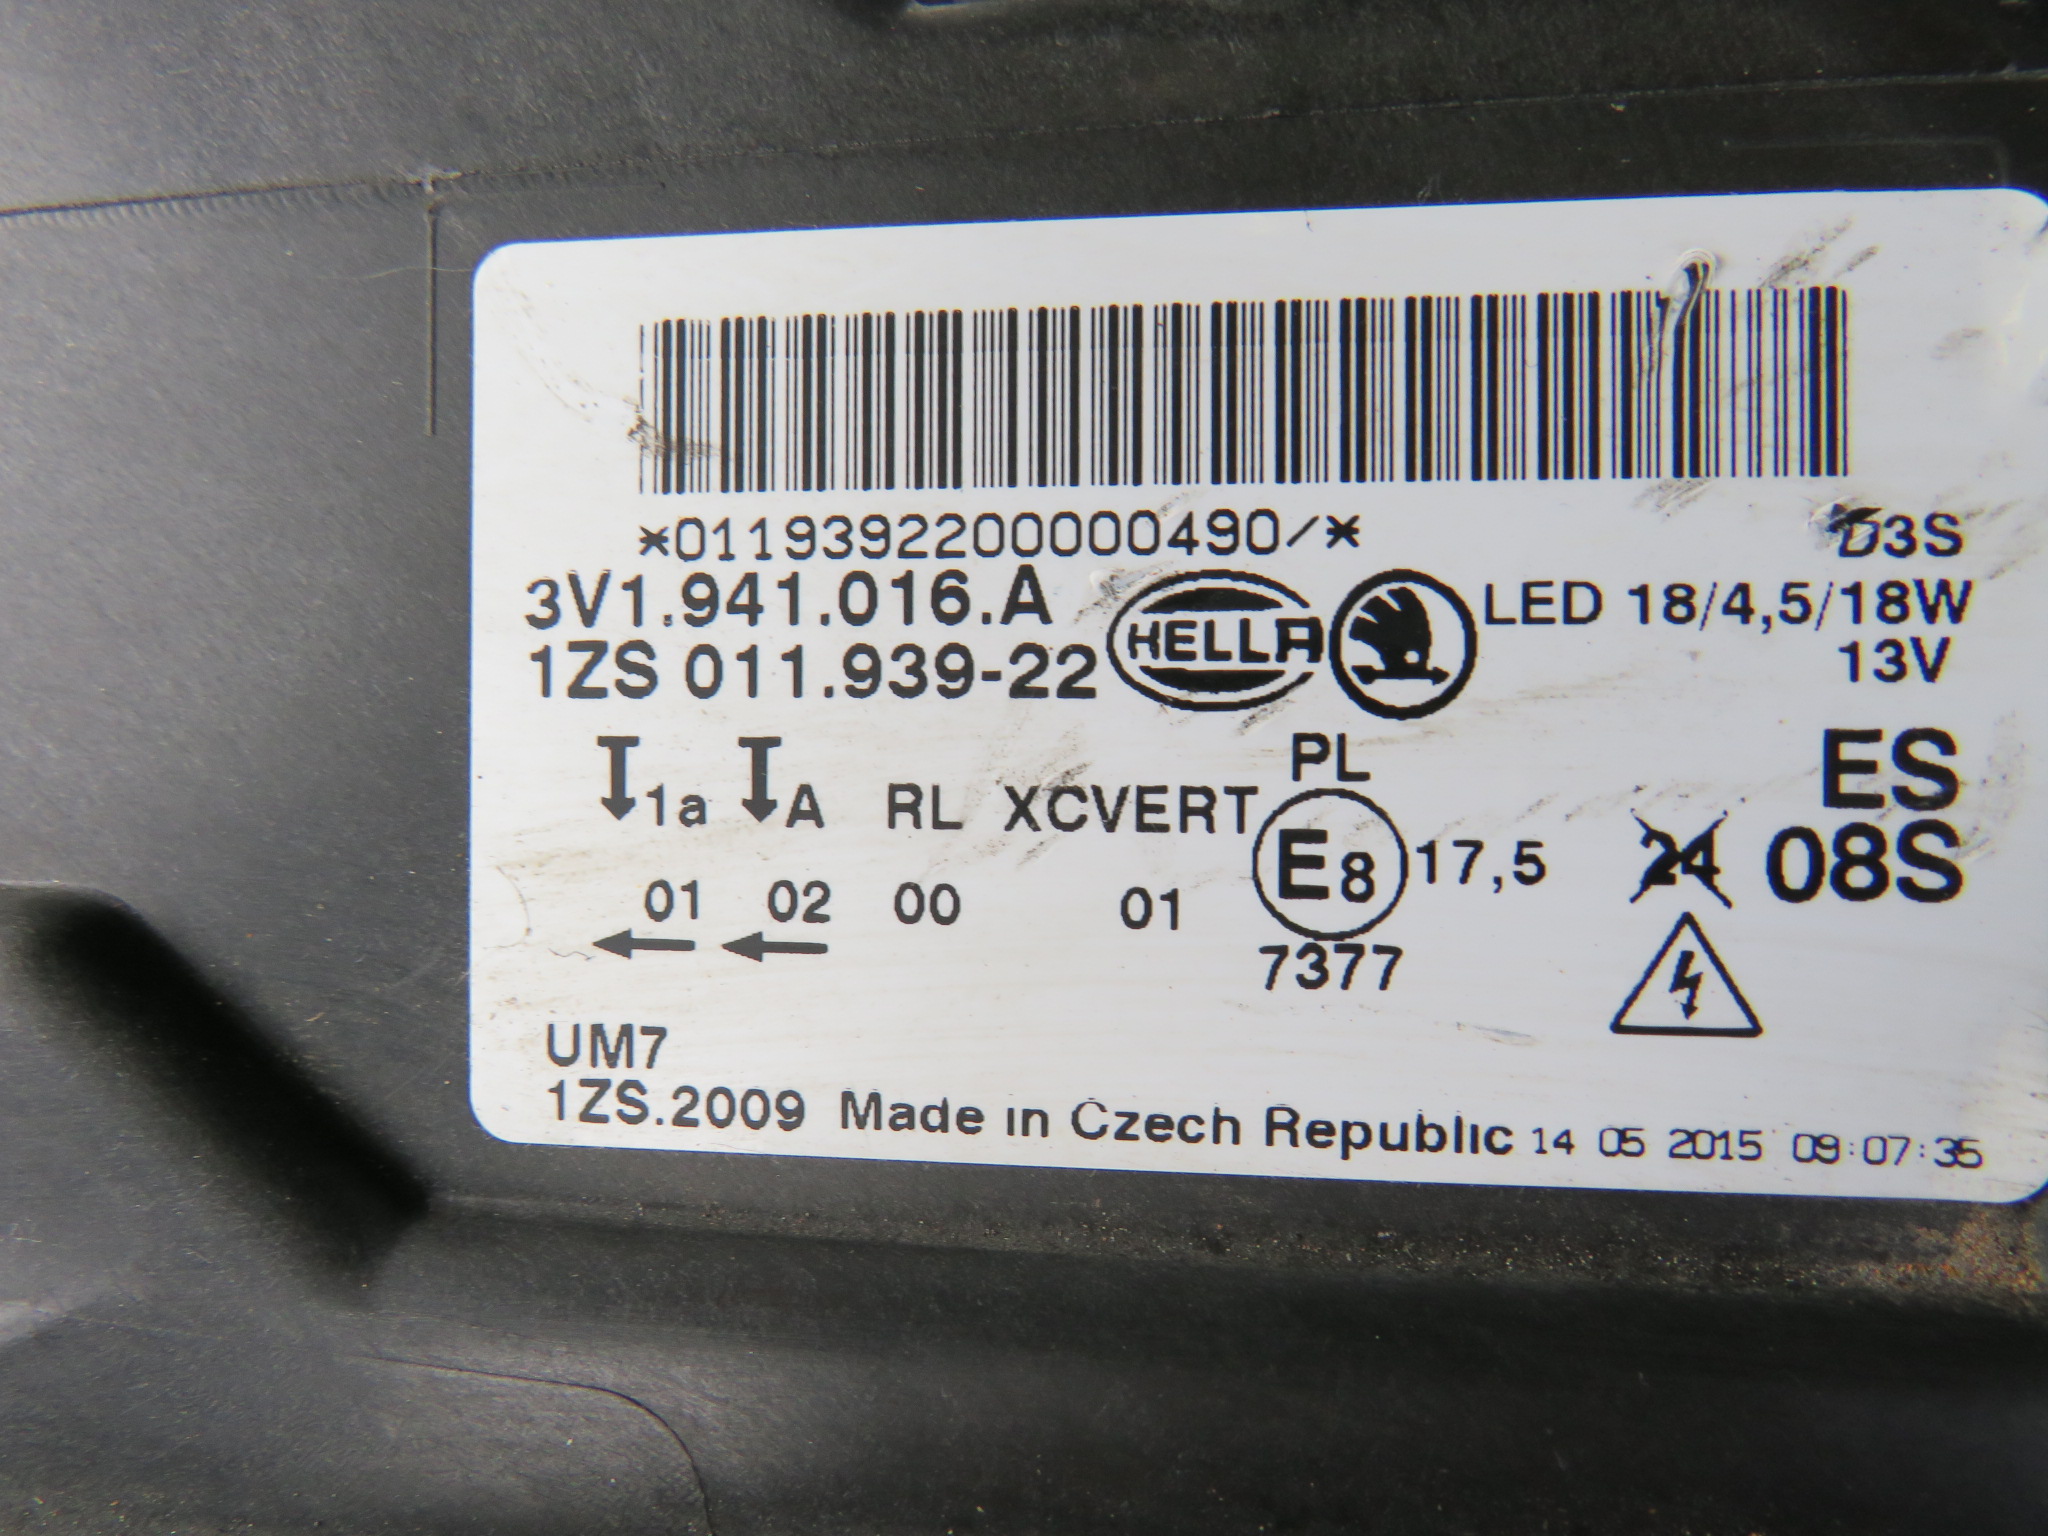 *0119392200000490/*
D3S
3V1.941.016.A
HELLA
LED 18/4,5/18W
1ZS 011.939-22
13V
PL
ES
1a A RL XCVERT
E8 17,5 24 08S
01 02 00 01
7377
UM7
1ZS.2009 Made in Czech Republic 14 05 2015 09:07:35